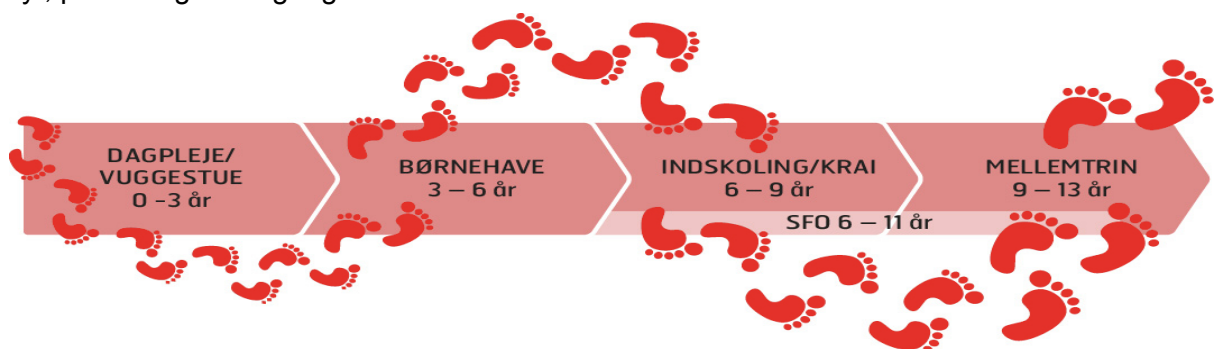 DAGPLEJE/
VUGGESTUE
0 -3 år
BØRNEHAVE
3 – 6 år
INDSKOLING/KRAI
6 – 9 år
MELLEMTRIN
9 – 13 år
SFO 6 – 11 år